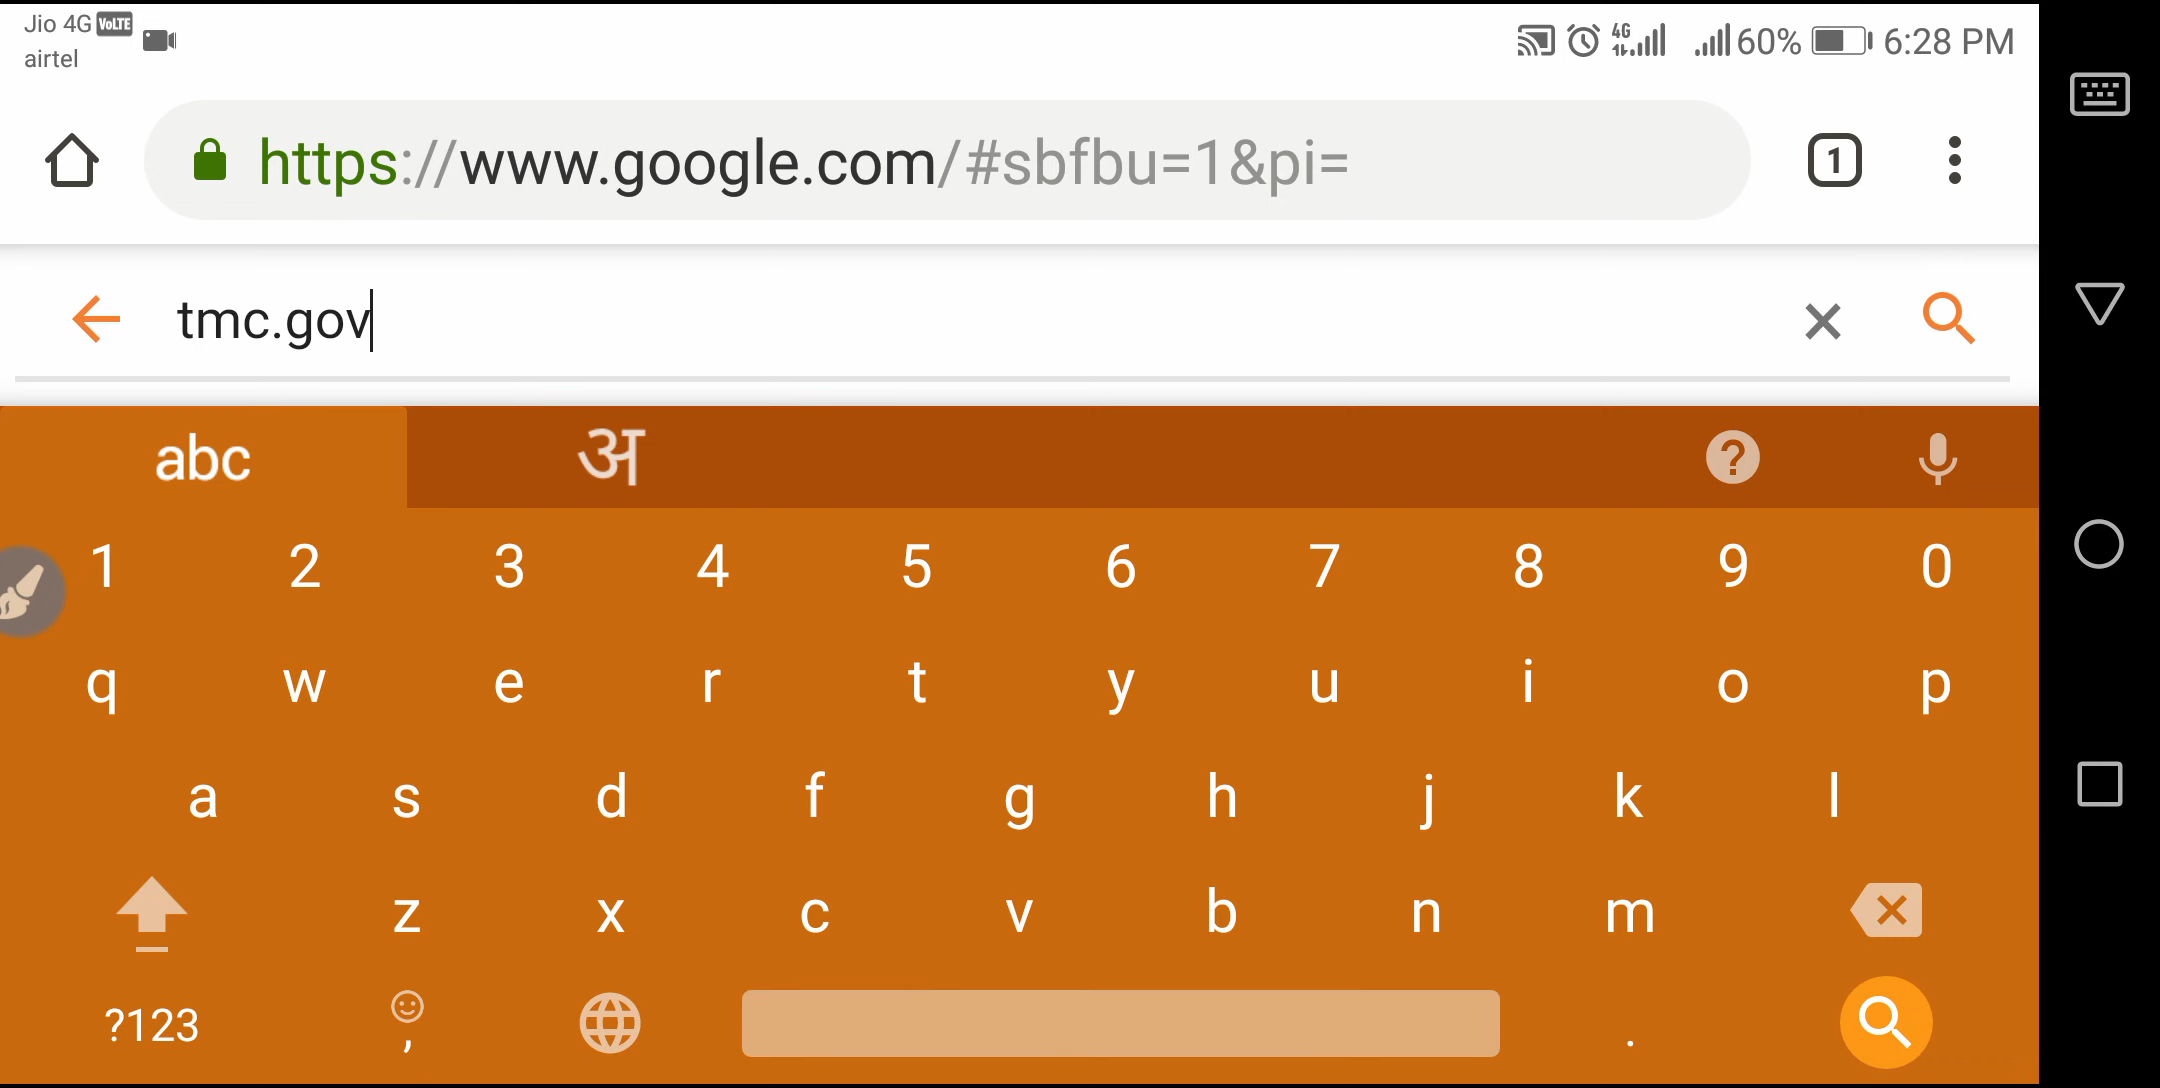 Jio 4G VoLTE
airtel
4G 60% 6:28 PM
https://www.google.com/#sbfbu=1&pi=
1
tmc.gov
abc अ ?
1 2 3 4 5 6 7 8 9 0
q w e r t y u i o p
a s d f g h j k l
z x c v b n m
?123 , .